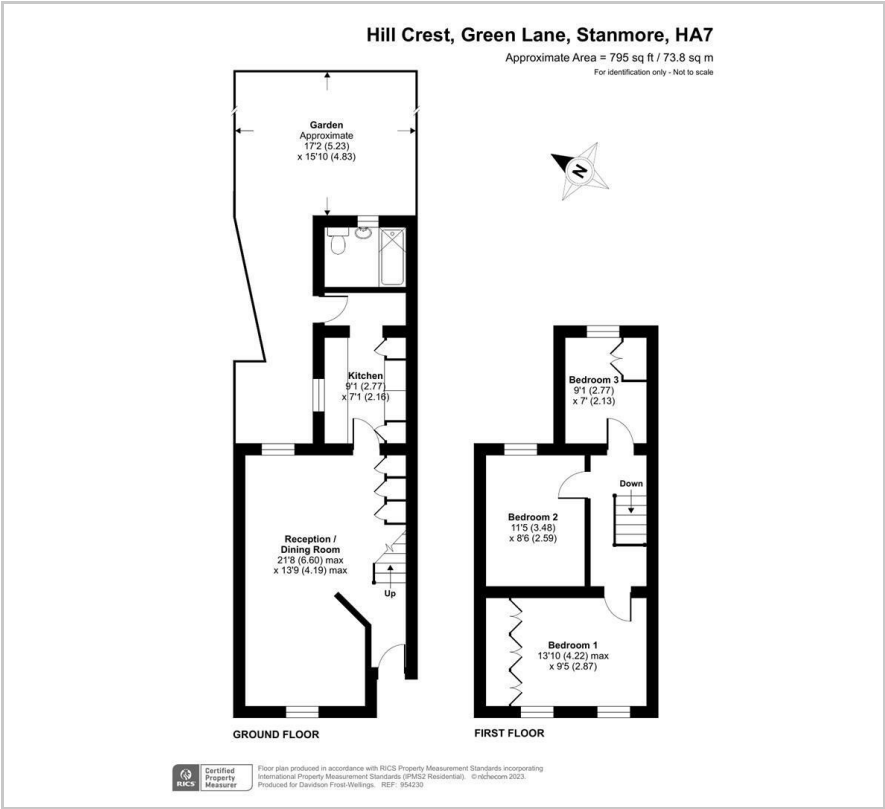 Hill Crest, Green Lane, Stanmore, HA7
Approximate Area = 795 sq ft / 73.8 sq m
For identification only - Not to scale
Garden
Approximate
17'2 (5.23)
x 15'10 (4.83)
N
Kitchen
9'1 (2.77)
x 7'1 (2.16)
Bedroom 3
9'1 (2.77)
x 7' (2.13)
Down
Bedroom 2
11'5 (3.48)
x 8'6 (2.59)
Reception /
Dining Room
21'8 (6.60) max
x 13'9 (4.19) max
Up
Bedroom 1
13'10 (4.22) max
x 9'5 (2.87)
GROUND FLOOR
FIRST FLOOR
RICS
Certified
Property
Measurer
Floor plan produced in accordance with RICS Property Measurement Standards incorporating
International Property Measurement Standards (IPMS2 Residential). © nichecom 2023.
Produced for Davidson Frost-Wellings. REF: 954230